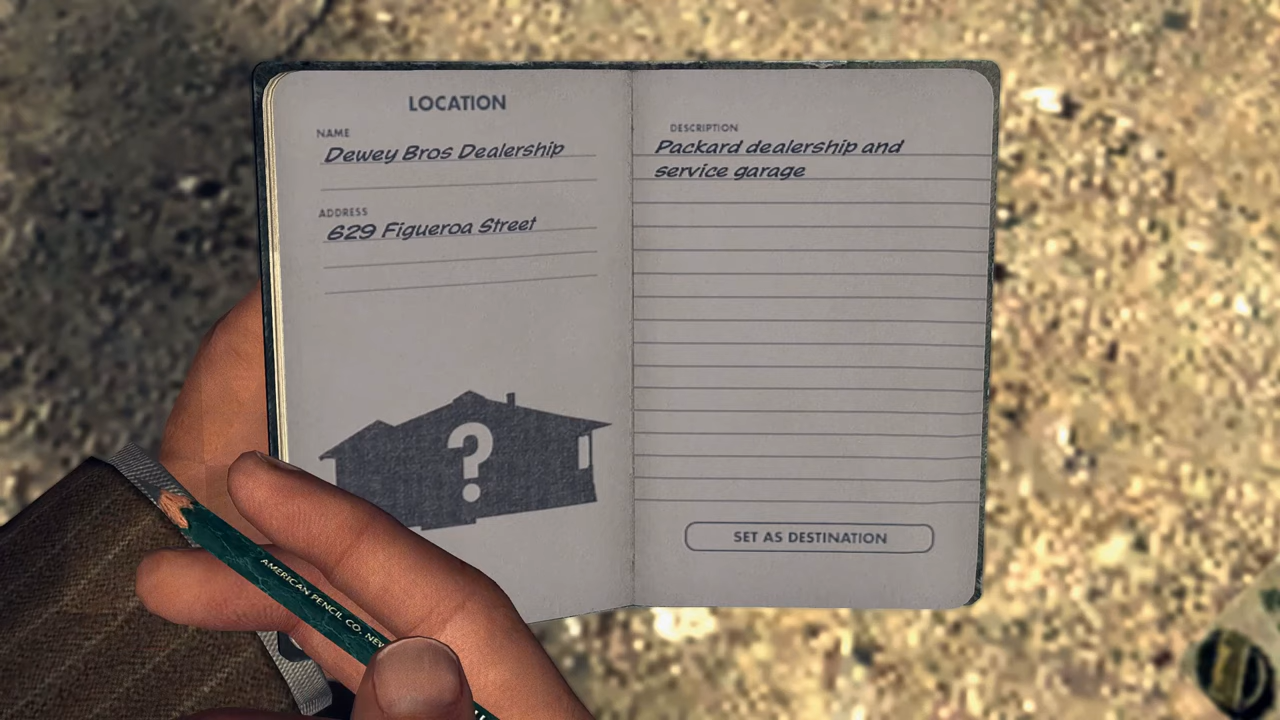 LOCATION
NAME
Dewey Bros Dealership
ADDRESS
629 Figueroa Street
?
DESCRIPTION
Packard dealership and
service garage
SET AS DESTINATION
AMERICAN PENCIL CO. NEW